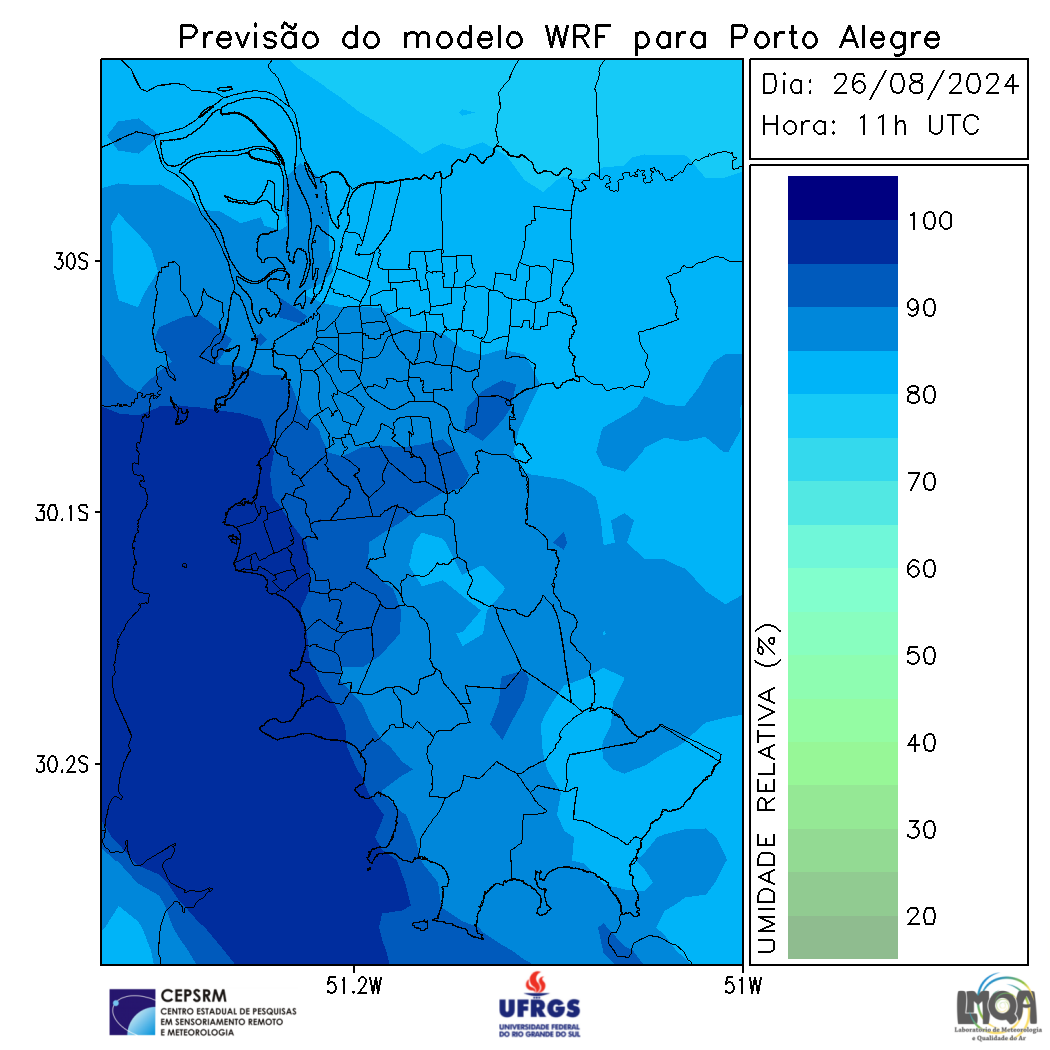 Previsão do modelo WRF para Porto Alegre
Dia: 26/08/2024
Hora: 11h UTC
30S
30.1S
30.2S
51.2W
51W
100
90
80
70
60
50
40
30
20
UMIDADE RELATIVA (%)
CEPSRM
CENTRO ESTADUAL DE PESQUISAS
EM SENSORIAMENTO REMOTO
E METEOROLOGIA
UFRGS
UNIVERSIDADE FEDERAL
DO RIO GRANDE DO SUL
LMQA
Laboratório de Meteorologia
e Qualidade do Ar